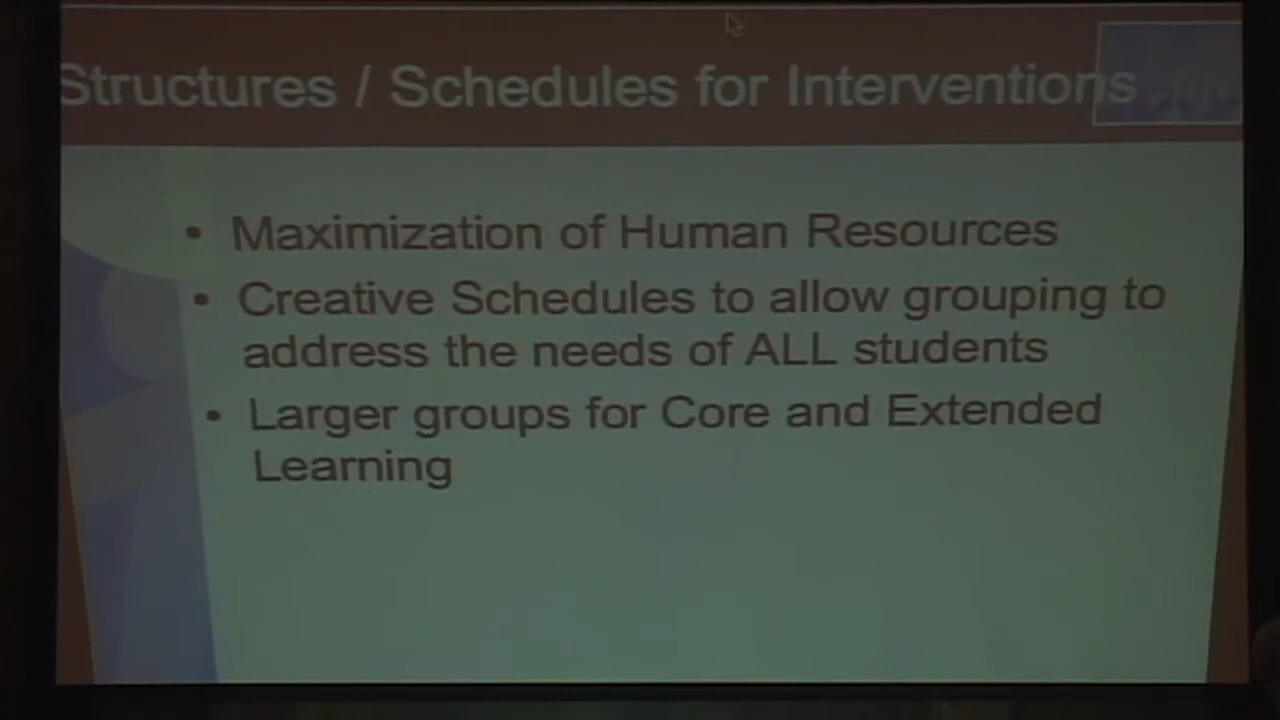 Structures / Schedules for Interventions
• Maximization of Human Resources
• Creative Schedules to allow grouping to
address the needs of ALL students
• Larger groups for Core and Extended
Learning